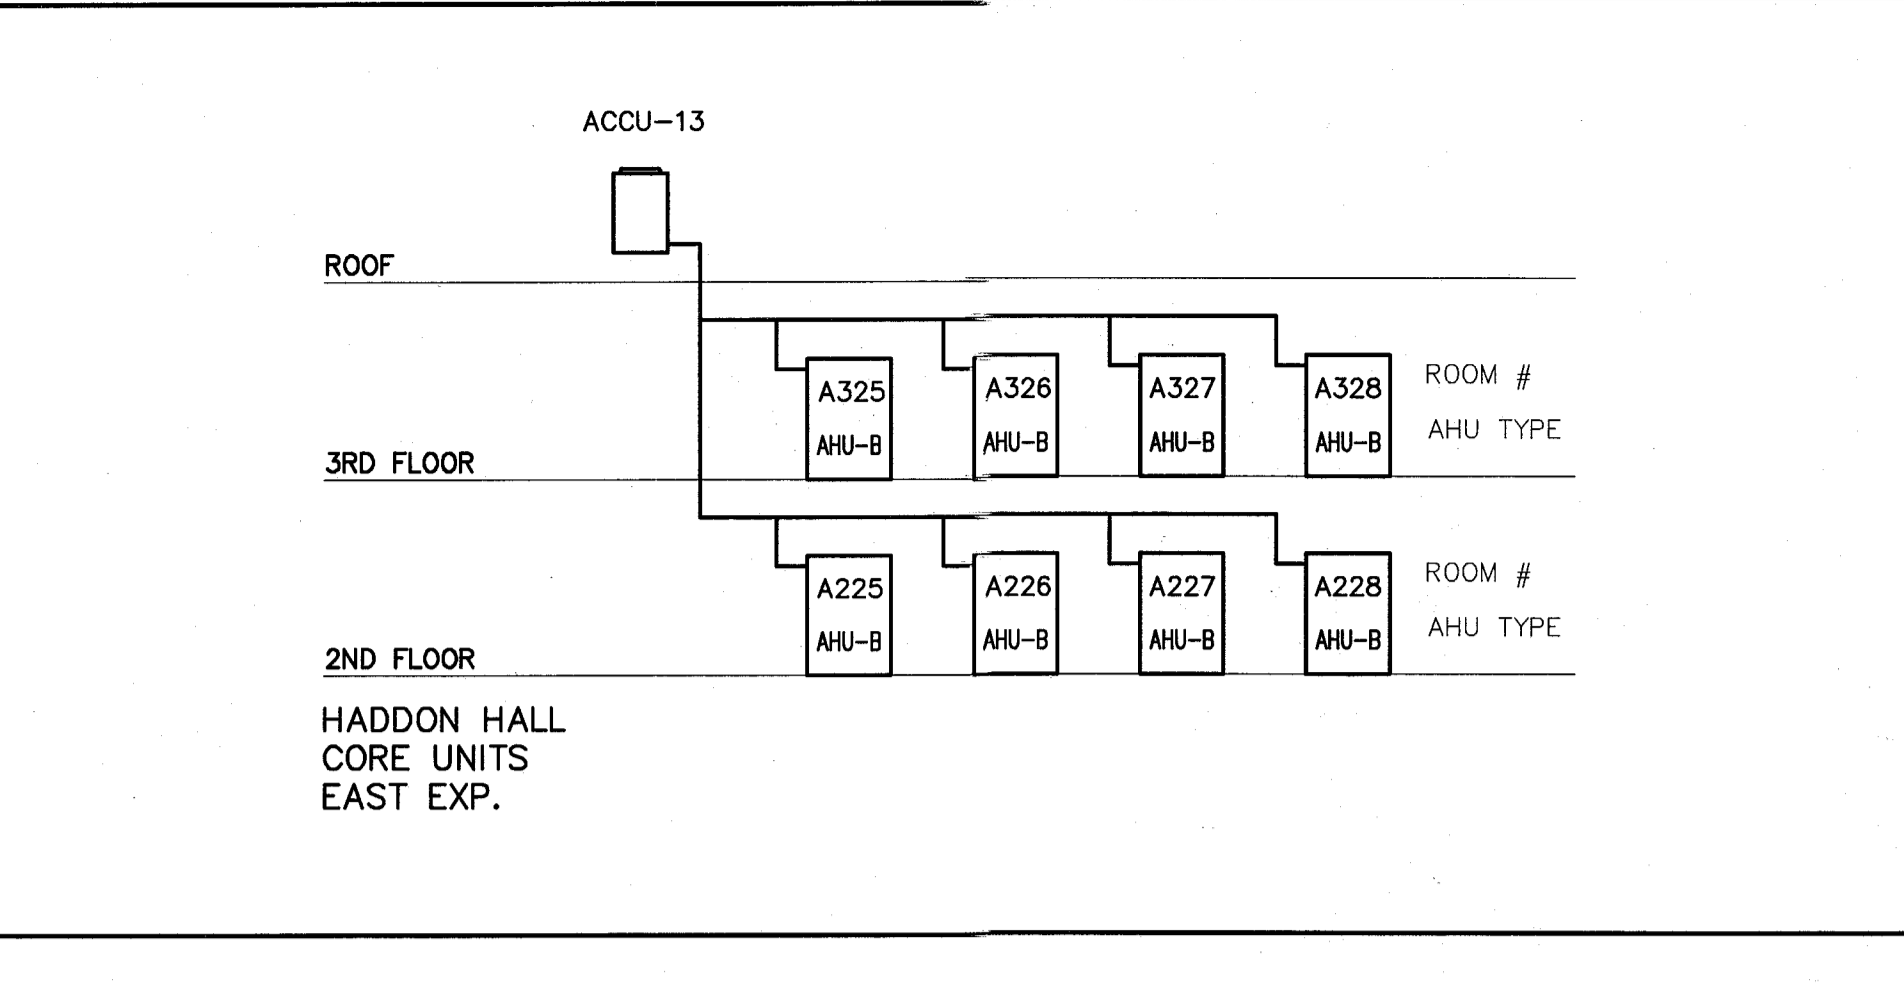 ACCU-13
ROOF
A325 A326 A327 A328 ROOM #
AHU-B AHU-B AHU-B AHU-B AHU TYPE
3RD FLOOR
A225 A226 A227 A228 ROOM #
AHU-B AHU-B AHU-B AHU-B AHU TYPE
2ND FLOOR
HADDON HALL
CORE UNITS
EAST EXP.